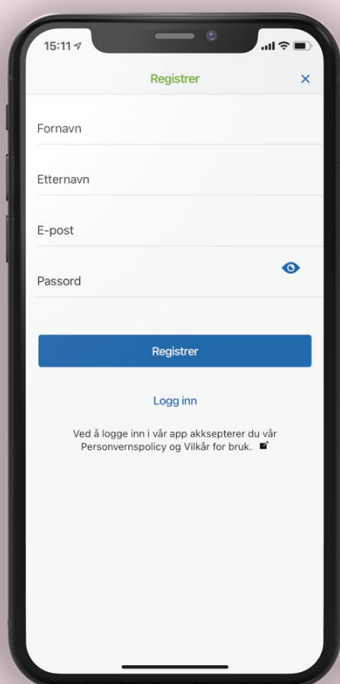 15:11
Registrer
Fornavn
Etternavn
E-post
Passord
Registrer
Logg inn
Ved å logge inn i vår app akksepterer du vår
Personvernspolicy og Vilkår for bruk.